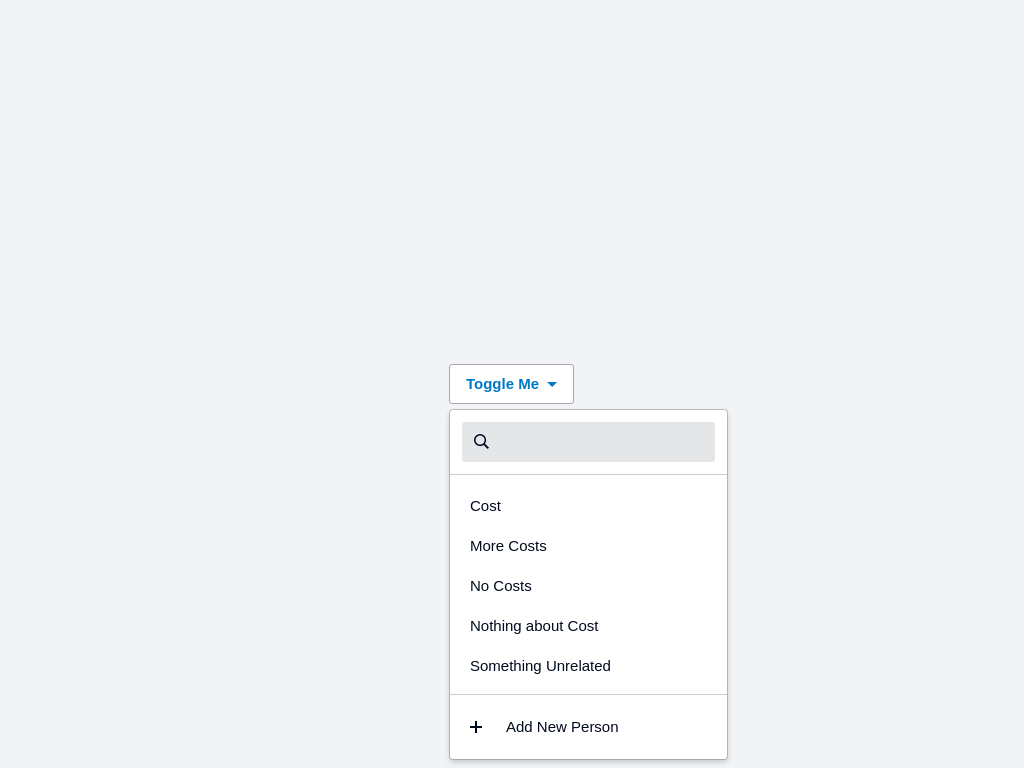 Toggle Me
Cost
More Costs
No Costs
Nothing about Cost
Something Unrelated
Add New Person